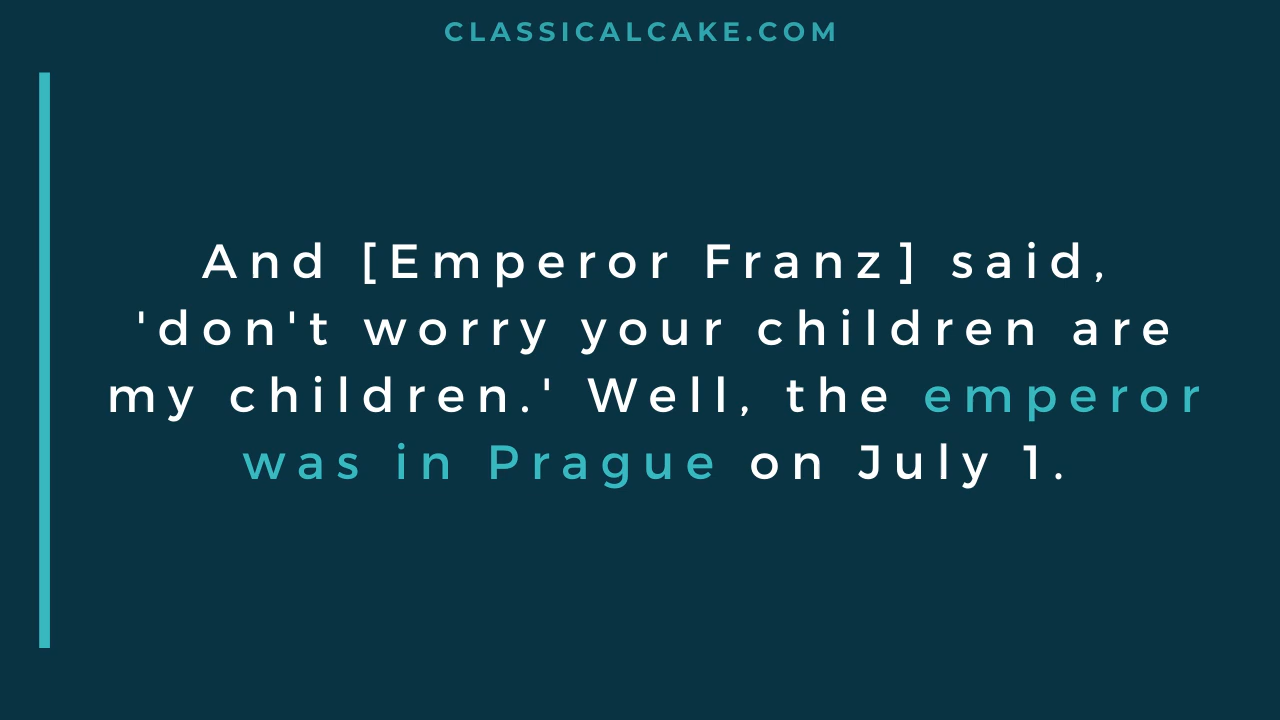 CLASSICALCAKE.COM
And [Emperor Franz] said,
'don't worry your children are
my children.' Well, the emperor
was in Prague on July 1.